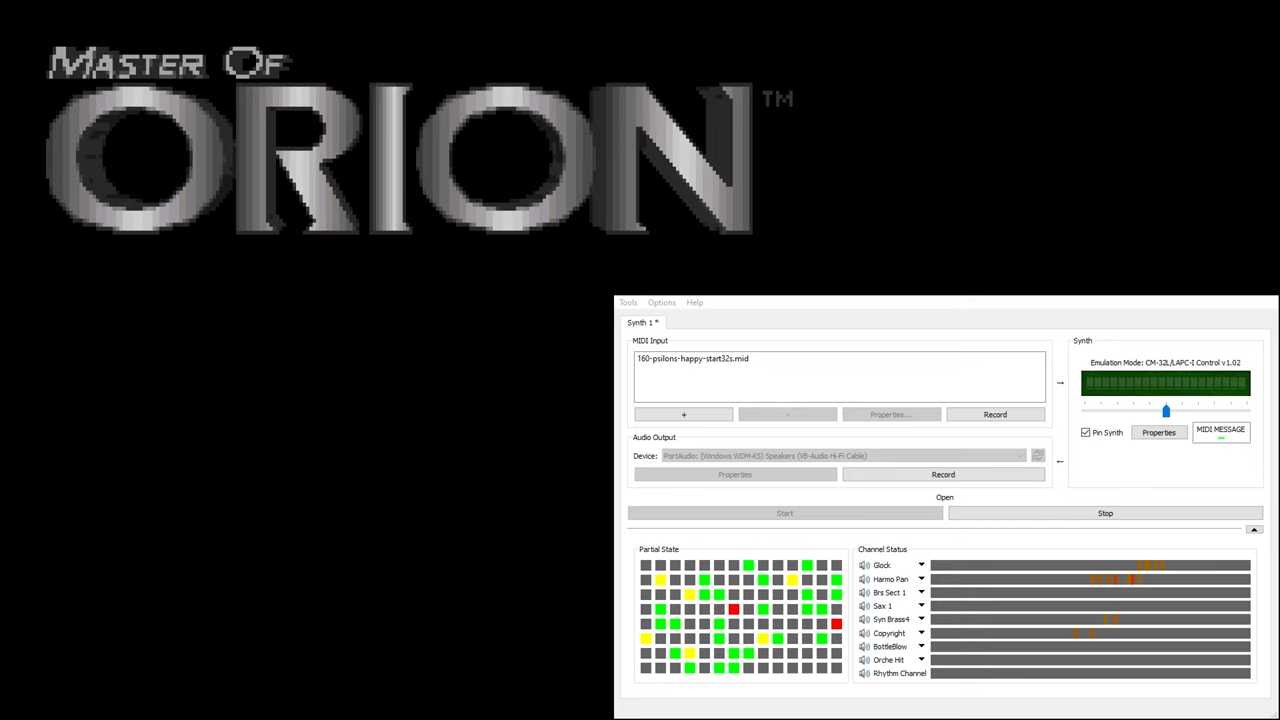 MASTER OF
ORION™
Tools Options Help
Synth 1 *
MIDI Input
160-psilons-happy-start32s.mid
+ - Properties... Record
Audio Output
Device: PortAudio: (Windows WDM-KS) Speakers (VB-Audio Hi-Fi Cable)
Properties Record
Synth
Emulation Mode: CM-32L/LAPC-I Control v1.02
Pin Synth Properties MIDI MESSAGE
Open
Start Stop
Partial State
Channel Status
Glock
Harmo Pan
Brs Sect 1
Sax 1
Syn Brass4
Copyright
BottleBlow
Orche Hit
Rhythm Channel